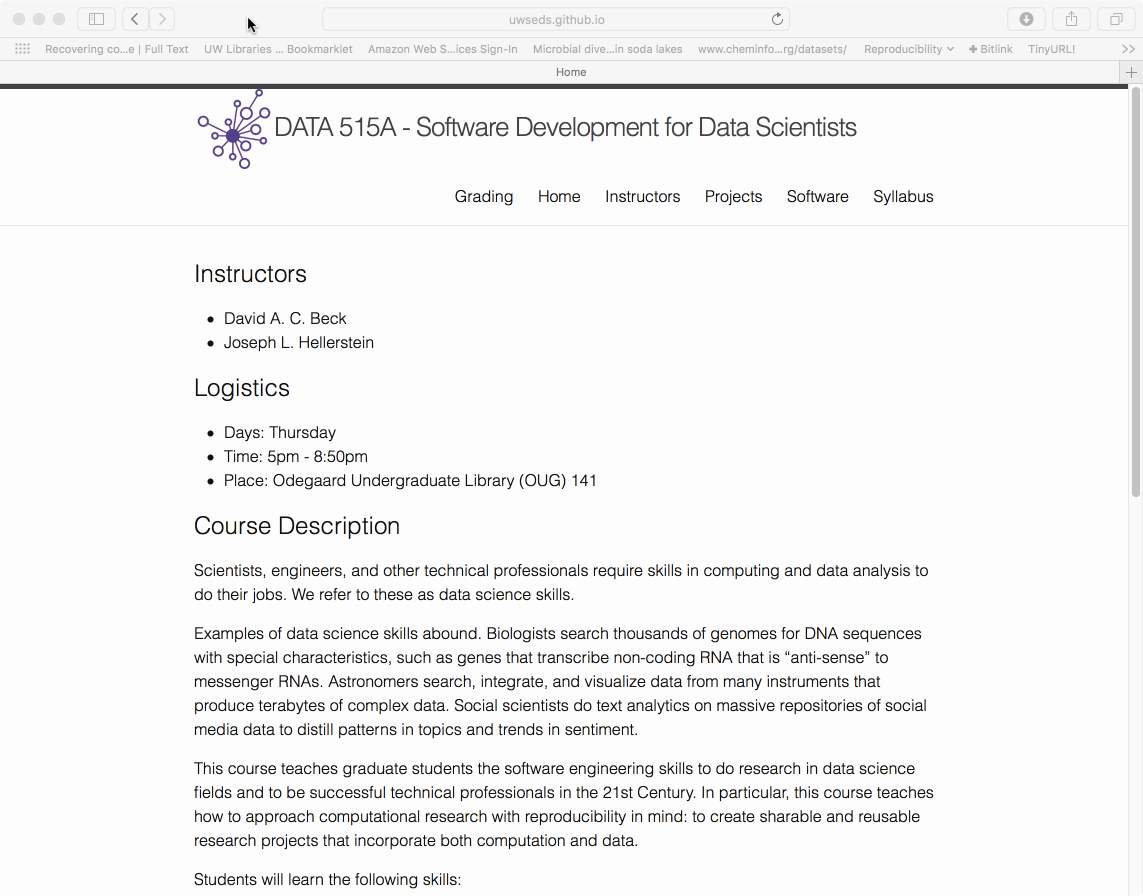 uwseds.github.io
Recovering co...e | Full Text UW Libraries ... Bookmarklet Amazon Web S...ices Sign-In Microbial dive...in soda lakes www.cheminfo...rg/datasets/ Reproducibility Bitlink TinyURL!
Home
DATA 515A - Software Development for Data Scientists
Grading Home Instructors Projects Software Syllabus
Instructors
• David A. C. Beck
• Joseph L. Hellerstein
Logistics
• Days: Thursday
• Time: 5pm - 8:50pm
• Place: Odegaard Undergraduate Library (OUG) 141
Course Description
Scientists, engineers, and other technical professionals require skills in computing and data analysis to
do their jobs. We refer to these as data science skills.
Examples of data science skills abound. Biologists search thousands of genomes for DNA sequences
with special characteristics, such as genes that transcribe non-coding RNA that is “anti-sense” to
messenger RNAs. Astronomers search, integrate, and visualize data from many instruments that
produce terabytes of complex data. Social scientists do text analytics on massive repositories of social
media data to distill patterns in topics and trends in sentiment.
This course teaches graduate students the software engineering skills to do research in data science
fields and to be successful technical professionals in the 21st Century. In particular, this course teaches
how to approach computational research with reproducibility in mind: to create sharable and reusable
research projects that incorporate both computation and data.
Students will learn the following skills: